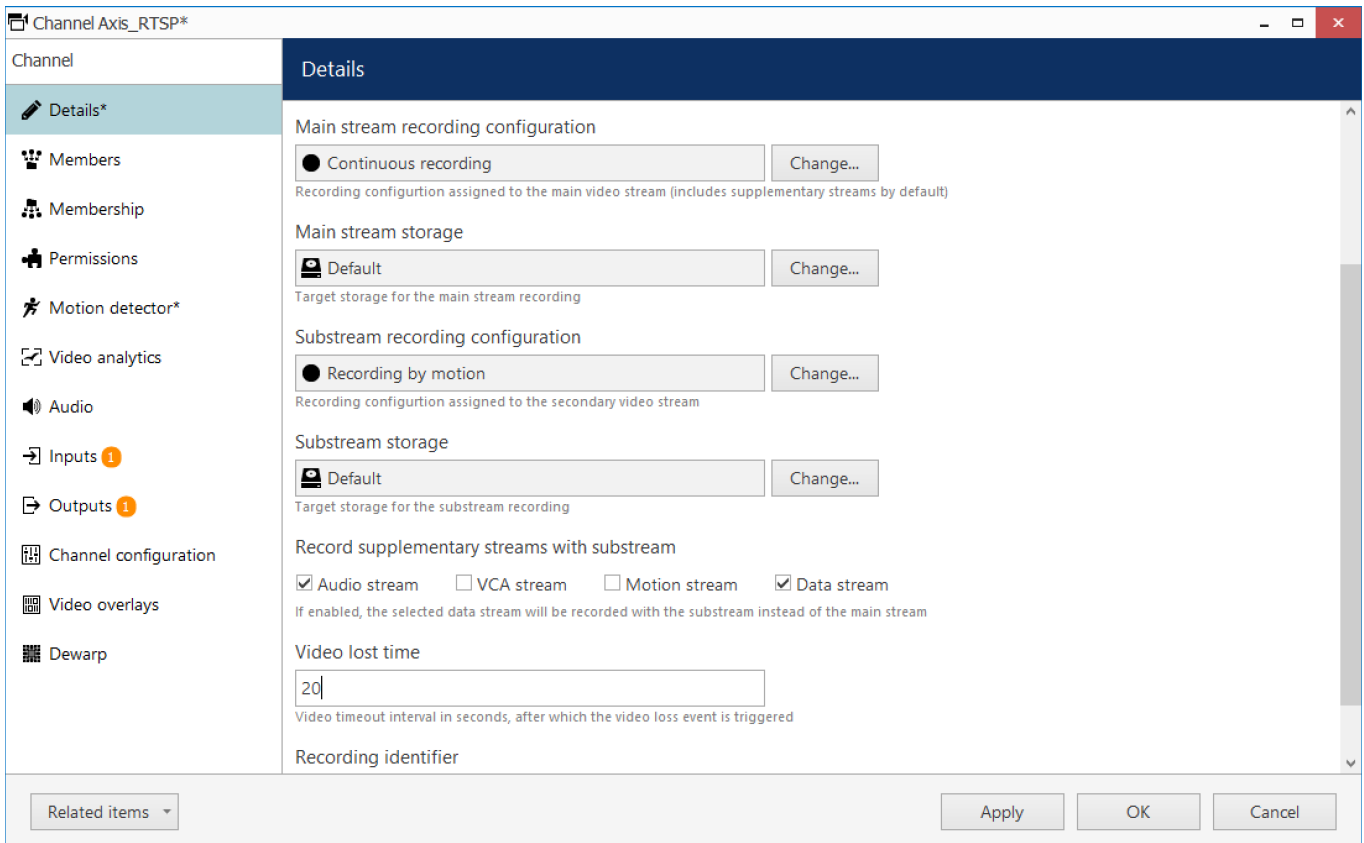 Channel Axis_RTSP*
Channel
Details*
Members
Membership
Permissions
Motion detector*
Video analytics
Audio
Inputs 1
Outputs 1
Channel configuration
Video overlays
Dewarp
Details
Main stream recording configuration
Continuous recording
Change...
Recording configurtion assigned to the main video stream (includes supplementary streams by default)
Main stream storage
Default
Change...
Target storage for the main stream recording
Substream recording configuration
Recording by motion
Change...
Recording configurtion assigned to the secondary video stream
Substream storage
Default
Change...
Target storage for the substream recording
Record supplementary streams with substream
Audio stream VCA stream Motion stream Data stream
If enabled, the selected data stream will be recorded with the substream instead of the main stream
Video lost time
20
Video timeout interval in seconds, after which the video loss event is triggered
Recording identifier
Related items
Apply
OK
Cancel